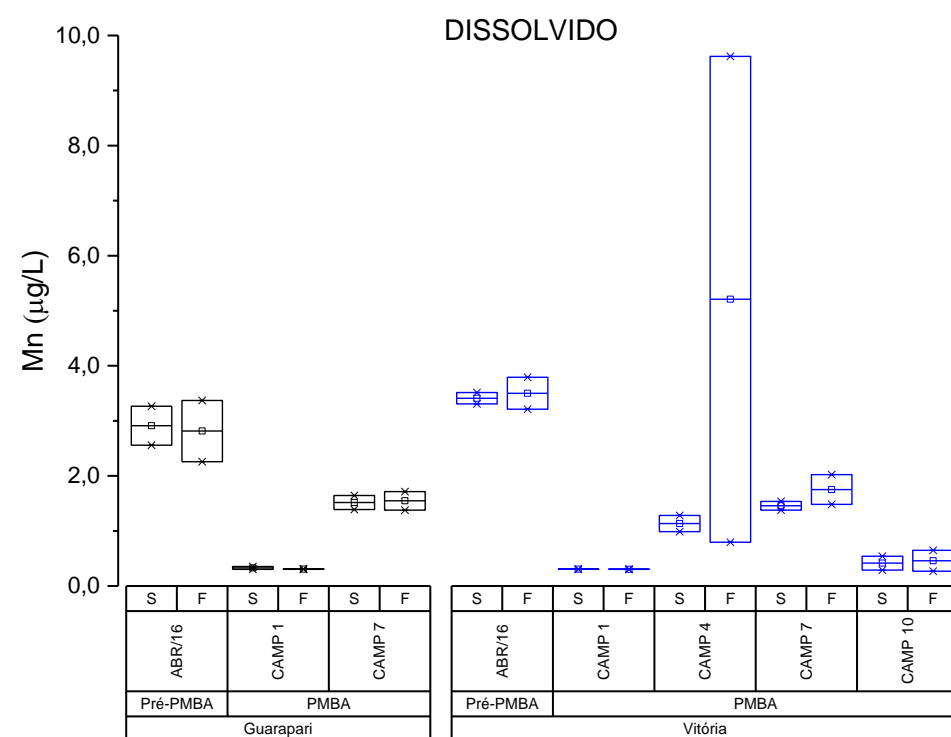 DISSOLVIDO
Mn (µg/L)
10,0
8,0
6,0
4,0
2,0
0,0
S F S F S F S F S F S F S F S F
ABR/16 CAMP 1 CAMP 7 ABR/16 CAMP 1 CAMP 4 CAMP 7 CAMP 10
Pré-PMBA PMBA Pré-PMBA PMBA
Guarapari Vitória